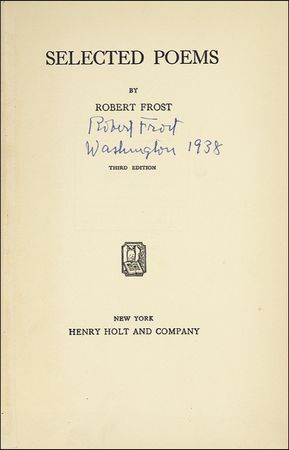 SELECTED POEMS
BY
ROBERT FROST
Robert Frost
Washington 1938
THIRD EDITION
NEW YORK
HENRY HOLT AND COMPANY